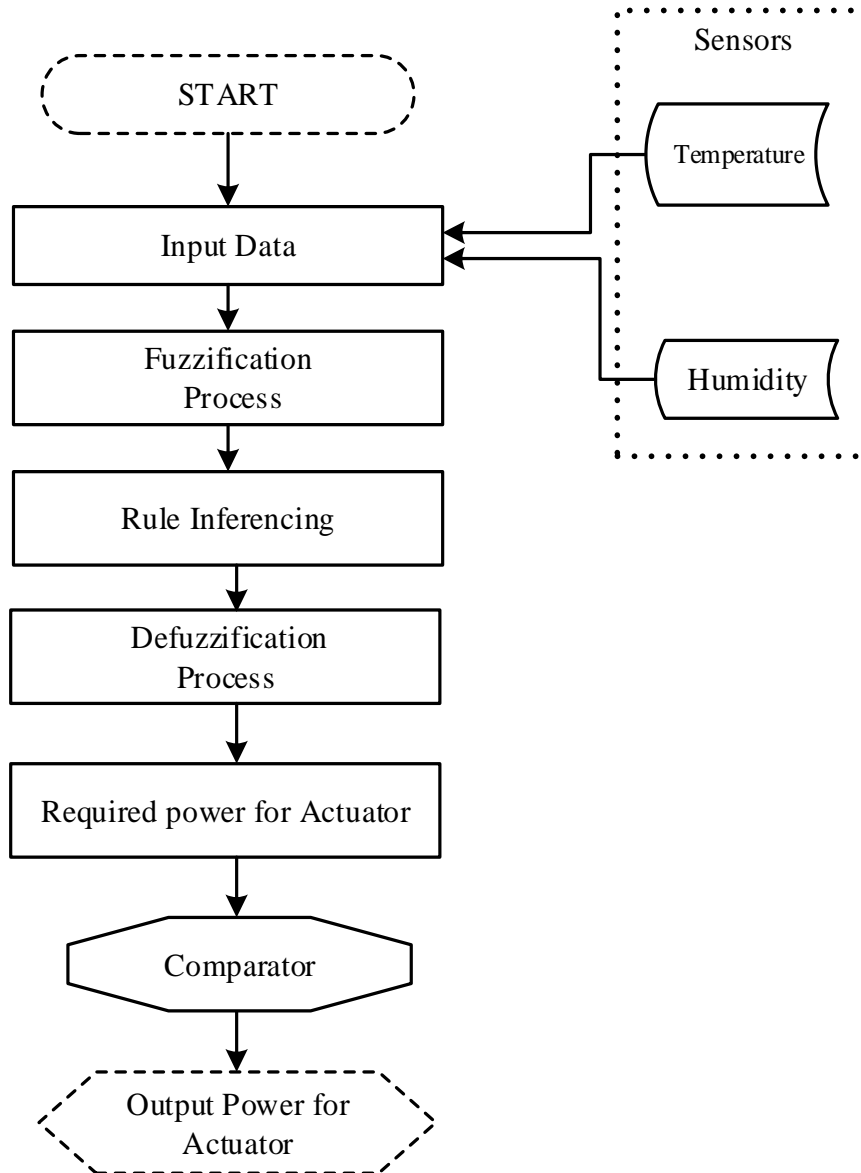 START
Sensors
Temperature
Humidity
Input Data
Fuzzification
Process
Rule Inferencing
Defuzzification
Process
Required power for Actuator
Comparator
Output Power for
Actuator